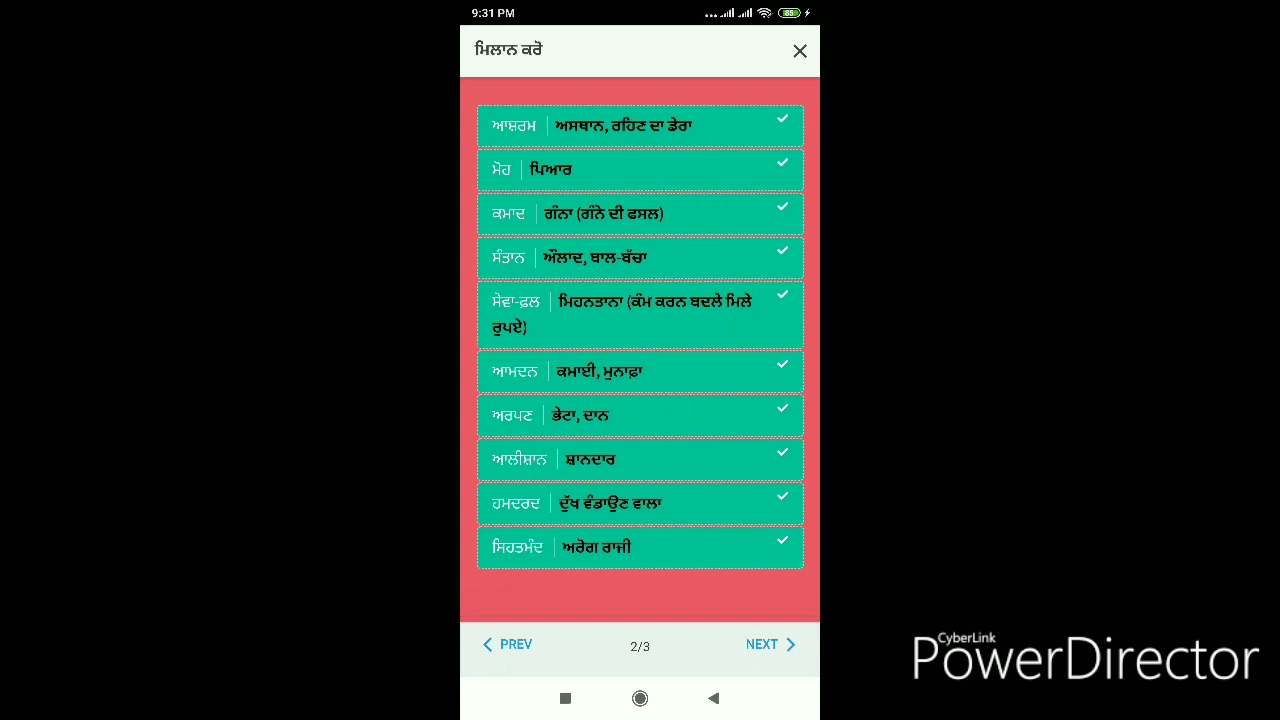 9:31 PM
85
ਮਿਲਾਨ ਕਰੋ
ਆਸ਼ਰਮ ਅਸਥਾਨ, ਰਹਿਣ ਦਾ ਡੇਰਾ
ਮੋਹ ਪਿਆਰ
ਕਮਾਦ ਗੰਨਾ (ਗੰਨੇ ਦੀ ਫਸਲ)
ਸੰਤਾਨ ਔਲਾਦ, ਬਾਲ-ਬੱਚਾ
ਸੇਵਾ-ਫ਼ਲ ਮਿਹਨਤਾਨਾ (ਕੰਮ ਕਰਨ ਬਦਲੇ ਮਿਲੇ
ਰੁਪਏ)
ਆਮਦਨ ਕਮਾਈ, ਮੁਨਾਫ਼ਾ
ਅਰਪਣ ਭੇਟਾ, ਦਾਨ
ਆਲੀਸ਼ਾਨ ਸ਼ਾਨਦਾਰ
ਹਮਦਰਦ ਦੁੱਖ ਵੰਡਾਉਣ ਵਾਲਾ
ਸਿਹਤਮੰਦ ਅਰੋਗ ਰਾਜੀ
PREV 2/3 NEXT
CyberLink
PowerDirector